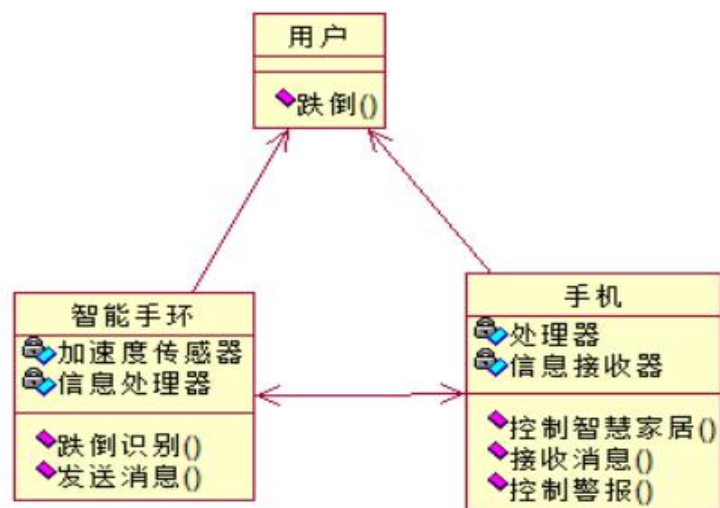 用户
跌倒()
智能手环
加速度传感器
信息处理器
跌倒识别()
发送消息()
手机
处理器
信息接收器
控制智慧家居()
接收消息()
控制警报()